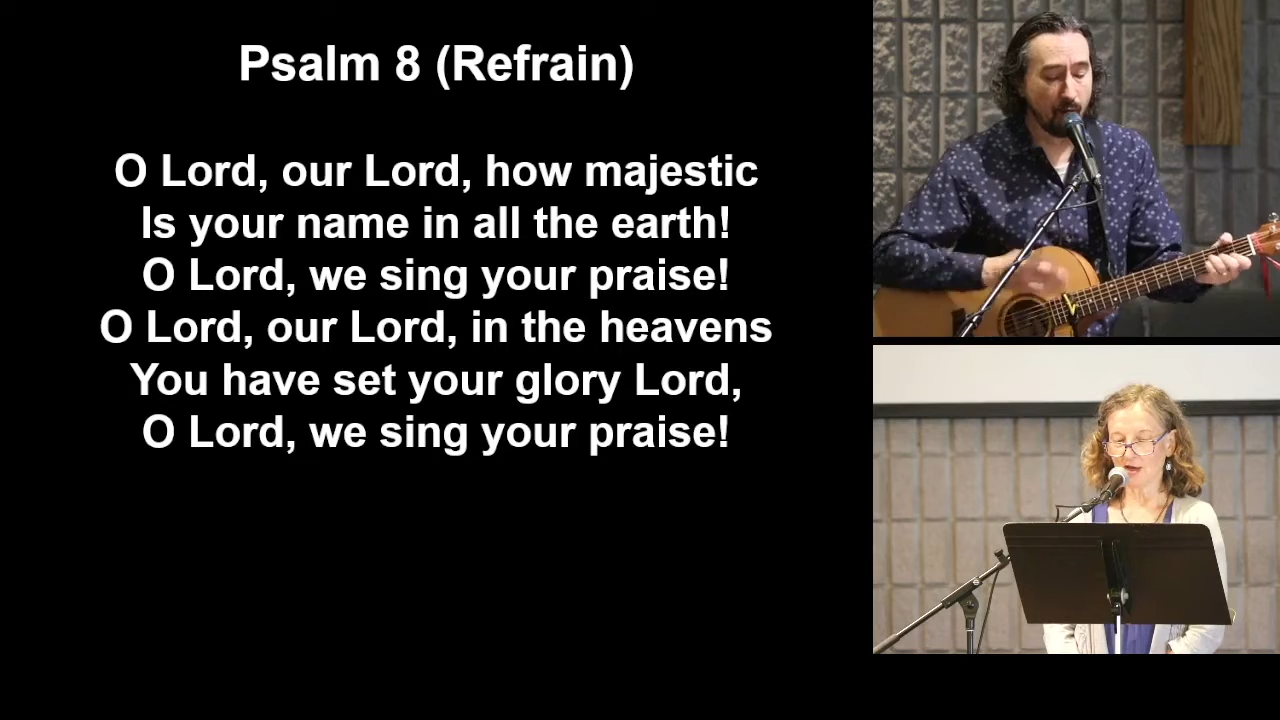 Psalm 8 (Refrain)
O Lord, our Lord, how majestic
Is your name in all the earth!
O Lord, we sing your praise!
O Lord, our Lord, in the heavens
You have set your glory Lord,
O Lord, we sing your praise!